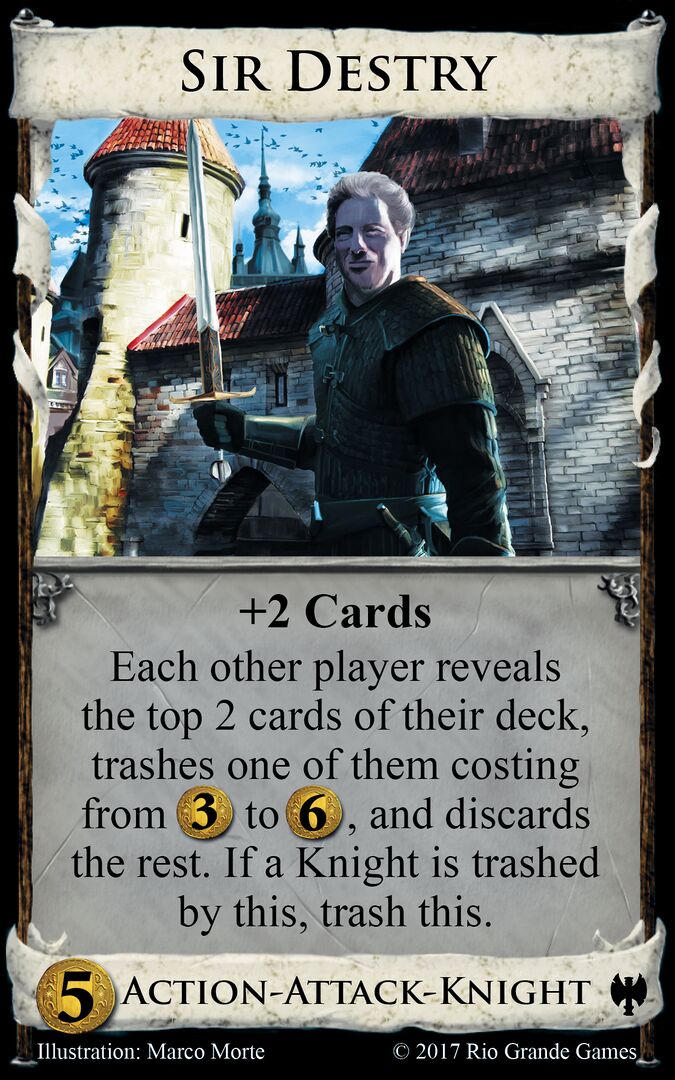 Sir Destry
+2 Cards
Each other player reveals
the top 2 cards of their deck,
trashes one of them costing
from 3 to 6, and discards
the rest. If a Knight is trashed
by this, trash this.
5 Action-Attack-Knight
Illustration: Marco Morte © 2017 Rio Grande Games